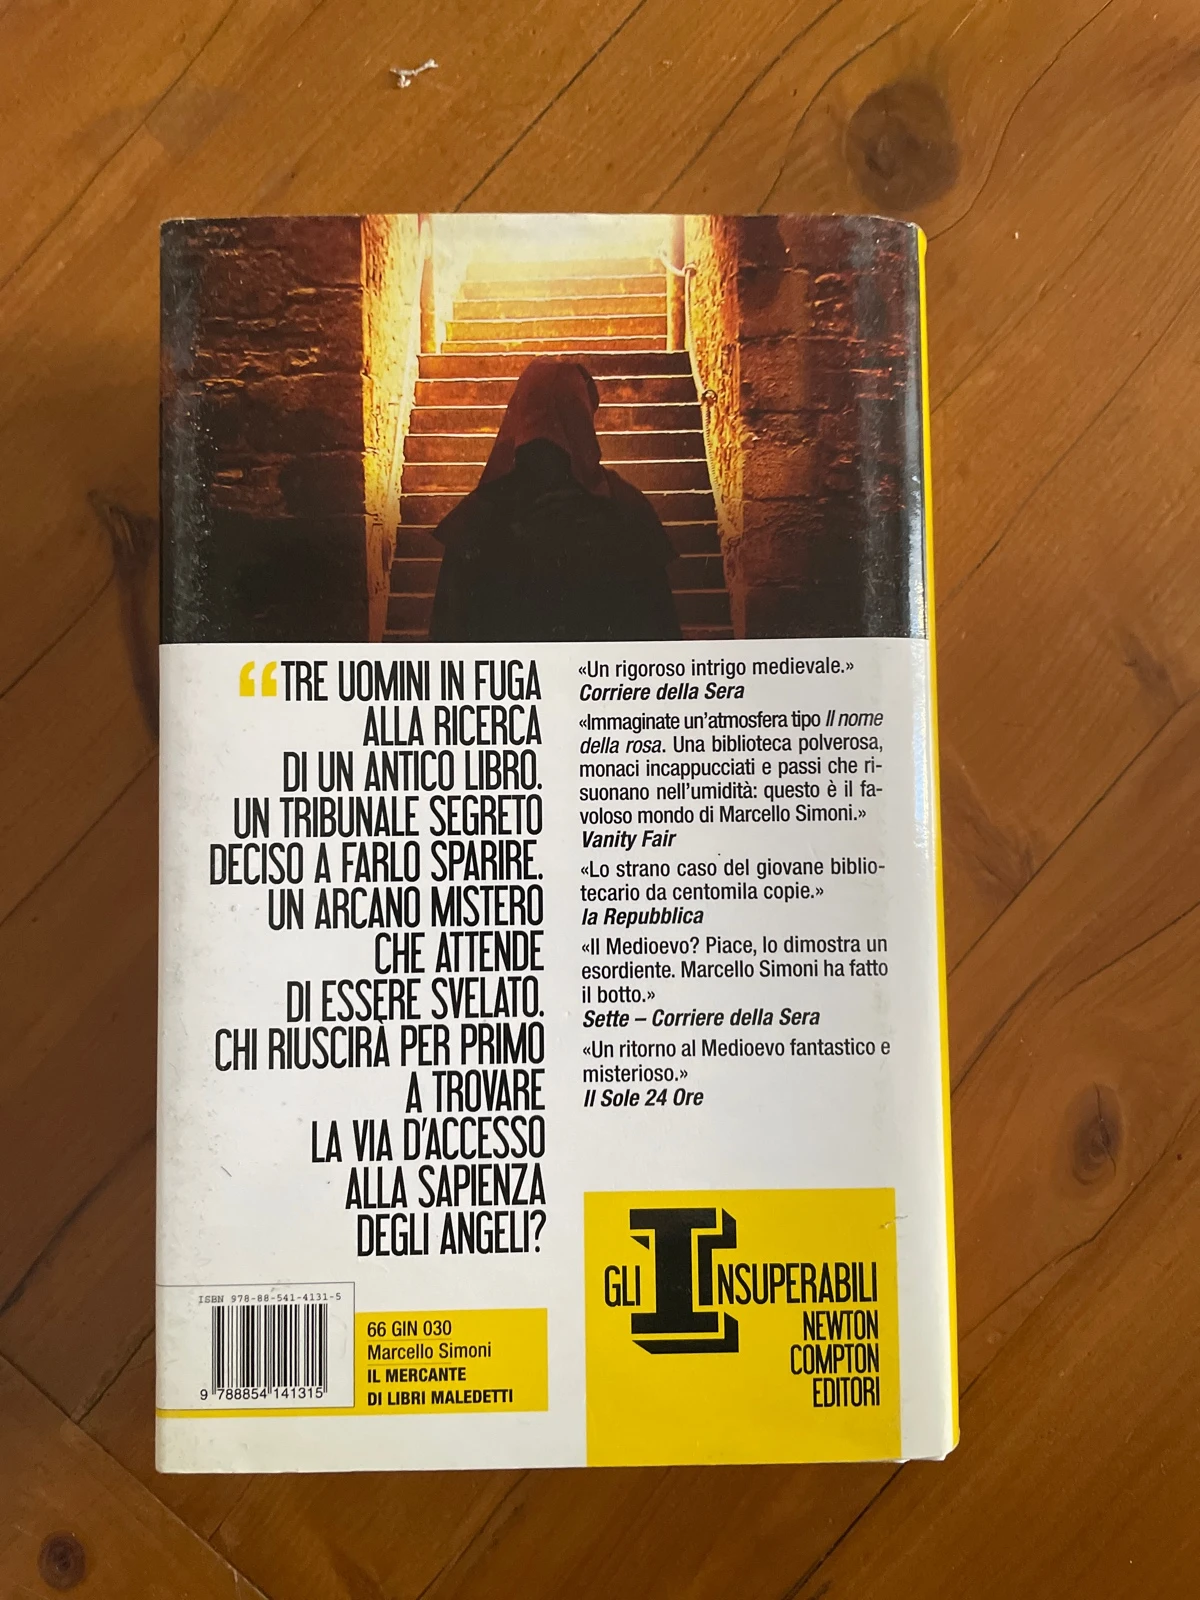 “TRE UOMINI IN FUGA
ALLA RICERCA
DI UN ANTICO LIBRO.
UN TRIBUNALE SEGRETO
DECISO A FARLO SPARIRE.
UN ARCANO MISTERO
CHE ATTENDE
DI ESSERE SVELATO.
CHI RIUSCIRÀ PER PRIMO
A TROVARE
LA VIA D'ACCESSO
ALLA SAPIENZA
DEGLI ANGELI?
«Un rigoroso intrigo medievale.»
Corriere della Sera
«Immaginate un'atmosfera tipo Il nome
della rosa. Una biblioteca polverosa,
monaci incappucciati e passi che ri-
suonano nell'umidità: questo è il fa-
voloso mondo di Marcello Simoni.»
Vanity Fair
«Lo strano caso del giovane biblio-
tecario da centomila copie.»
la Repubblica
«Il Medioevo? Piace, lo dimostra un
esordiente. Marcello Simoni ha fatto
il botto.»
Sette – Corriere della Sera
«Un ritorno al Medioevo fantastico e
misterioso.»
Il Sole 24 Ore
ISBN 978-88-541-4131-5
9 788854 141315
66 GIN 030
Marcello Simoni
IL MERCANTE
DI LIBRI MALEDETTI
GLI INSUPERABILI
NEWTON
COMPTON
EDITORI